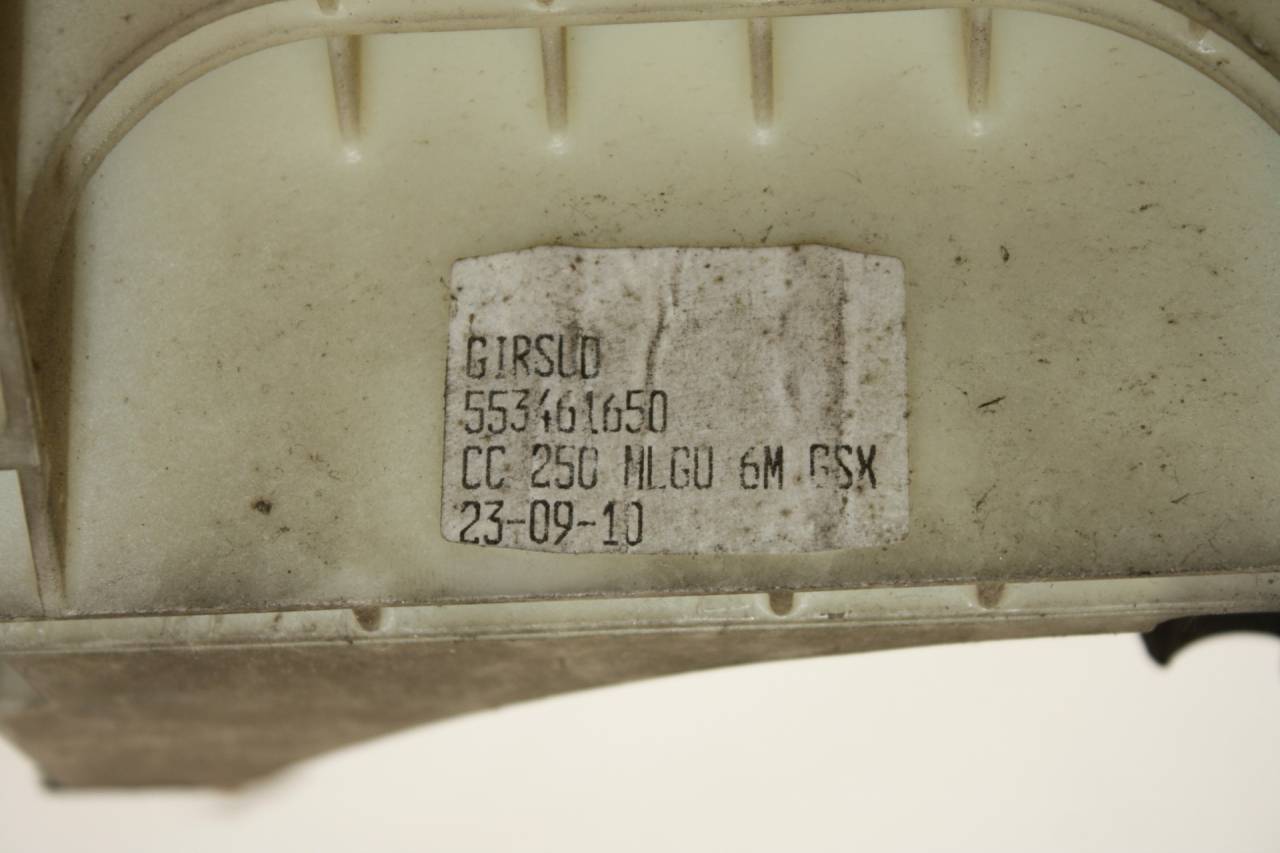 GIRSUD
553461650
CC 250 MLGU 6M GSX
23-09-10